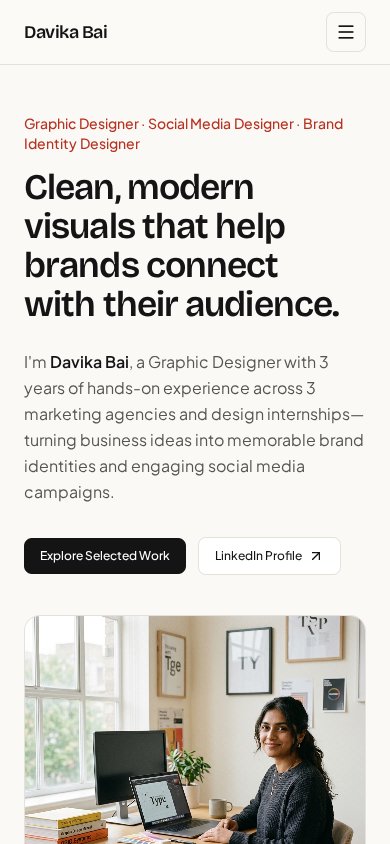 Davika Bai
Graphic Designer · Social Media Designer · Brand
Identity Designer
Clean, modern
visuals that help
brands connect
with their audience.
I'm Davika Bai, a Graphic Designer with 3
years of hands-on experience across 3
marketing agencies and design internships—
turning business ideas into memorable brand
identities and engaging social media
campaigns.
Explore Selected Work
LinkedIn Profile
Tge
TY
Type